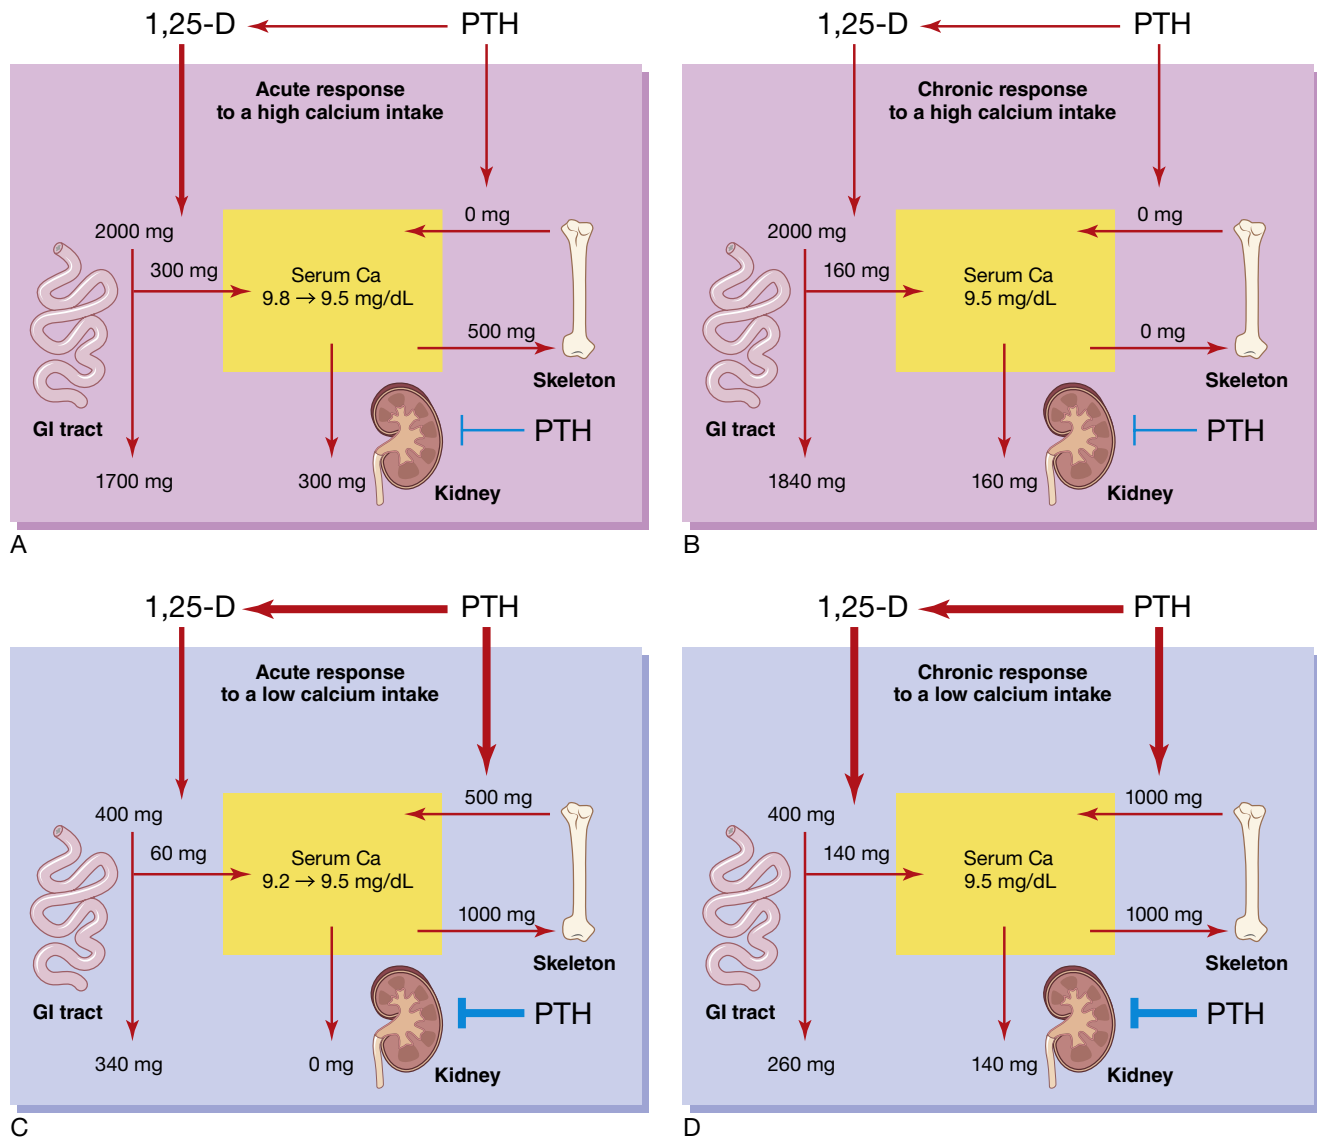 1,25-D
PTH
Acute response
to a high calcium intake
0 mg
2000 mg
300 mg
Serum Ca
9.8 → 9.5 mg/dL
500 mg
Skeleton
GI tract
PTH
1700 mg
300 mg
Kidney
A
1,25-D
PTH
Chronic response
to a high calcium intake
0 mg
2000 mg
160 mg
Serum Ca
9.5 mg/dL
0 mg
Skeleton
GI tract
PTH
1840 mg
160 mg
Kidney
B
1,25-D
PTH
Acute response
to a low calcium intake
500 mg
400 mg
60 mg
Serum Ca
9.2 → 9.5 mg/dL
1000 mg
Skeleton
GI tract
PTH
340 mg
0 mg
Kidney
C
1,25-D
PTH
Chronic response
to a low calcium intake
1000 mg
400 mg
140 mg
Serum Ca
9.5 mg/dL
1000 mg
Skeleton
GI tract
PTH
260 mg
140 mg
Kidney
D